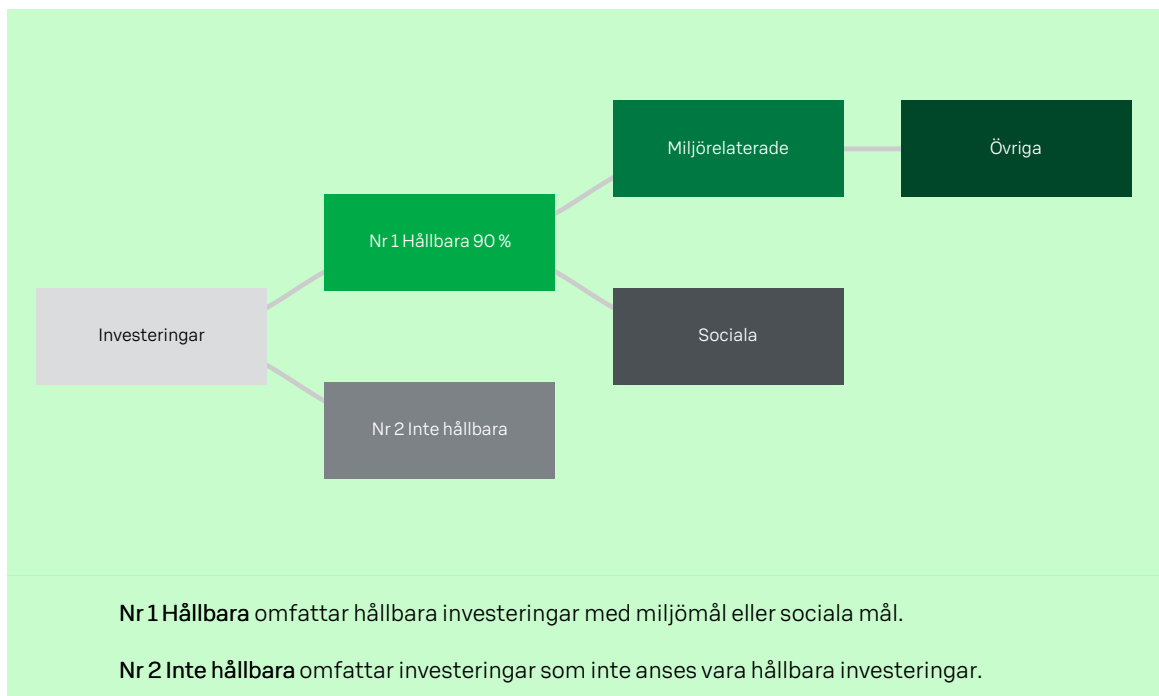 Miljörelaterade
Övriga
Nr 1 Hållbara 90 %
Investeringar
Sociala
Nr 2 Inte hållbara
Nr 1 Hållbara omfattar hållbara investeringar med miljömål eller sociala mål.
Nr 2 Inte hållbara omfattar investeringar som inte anses vara hållbara investeringar.